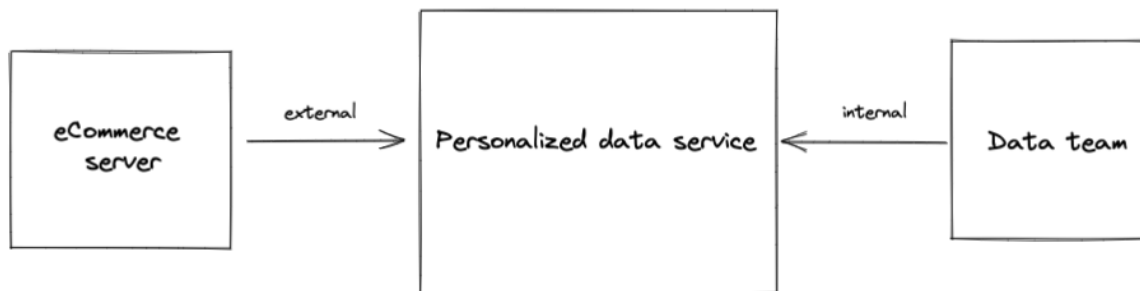 eCommerce
server
external
Personalized data service
internal
Data team